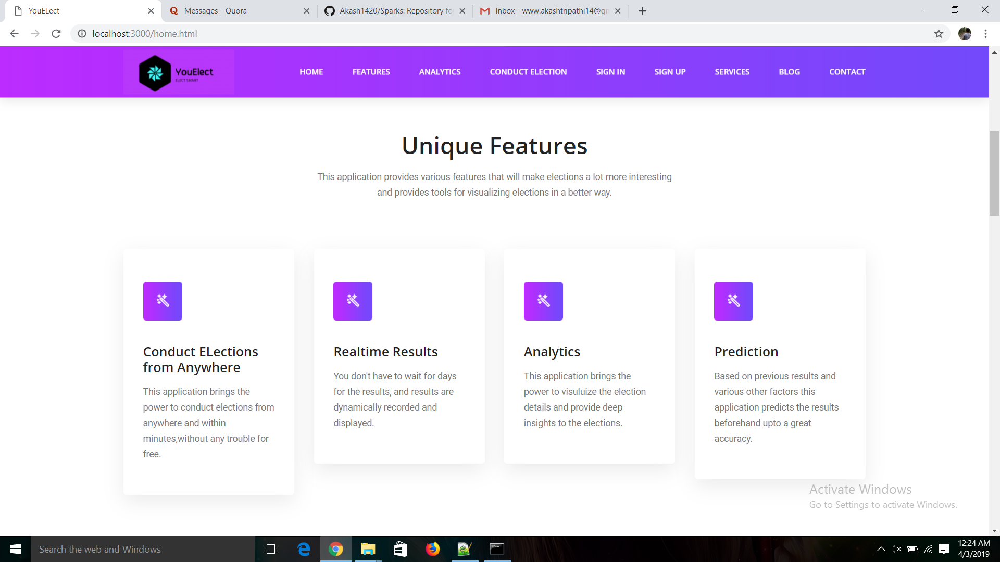 YouELect
Messages - Quora
Akash1420/Sparks: Repository fo
Inbox - www.akashtripathi14@gm
localhost:3000/home.html
YouElect
ELECT SMART
HOME
FEATURES
ANALYTICS
CONDUCT ELECTION
SIGN IN
SIGN UP
SERVICES
BLOG
CONTACT
Unique Features
This application provides various features that will make elections a lot more interesting
and provides tools for visualizing elections in a better way.
Conduct ELections
from Anywhere
This application brings the
power to conduct elections from
anywhere and within
minutes,without any trouble for
free.
Realtime Results
You don't have to wait for days
for the results, and results are
dynamically recorded and
displayed.
Analytics
This application brings the
power to visuluize the election
details and provide deep
insights to the elections.
Prediction
Based on previous results and
various other factors this
application predicts the results
beforehand upto a great
accuracy.
Activate Windows
Go to Settings to activate Windows.
Search the web and Windows
12:24 AM
4/3/2019